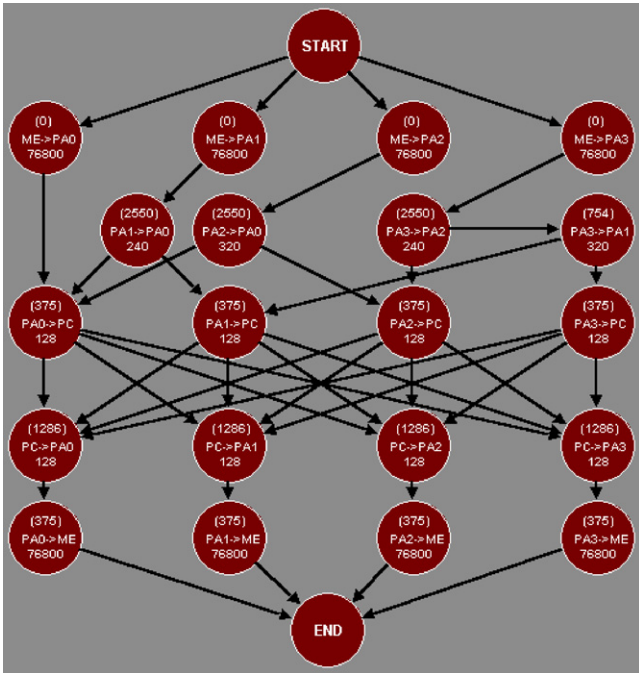 START
(0)
ME->PA0
76800
(0)
ME->PA1
76800
(0)
ME->PA2
76800
(0)
ME->PA3
76800
(2550)
PA1->PA0
240
(2550)
PA2->PA0
320
(2550)
PA3->PA2
240
(754)
PA3->PA1
320
(375)
PA0->PC
128
(375)
PA1->PC
128
(375)
PA2->PC
128
(375)
PA3->PC
128
(1286)
PC->PA0
128
(1286)
PC->PA1
128
(1286)
PC->PA2
128
(1286)
PC->PA3
128
(375)
PA0->ME
76800
(375)
PA1->ME
76800
(375)
PA2->ME
76800
(375)
PA3->ME
76800
END